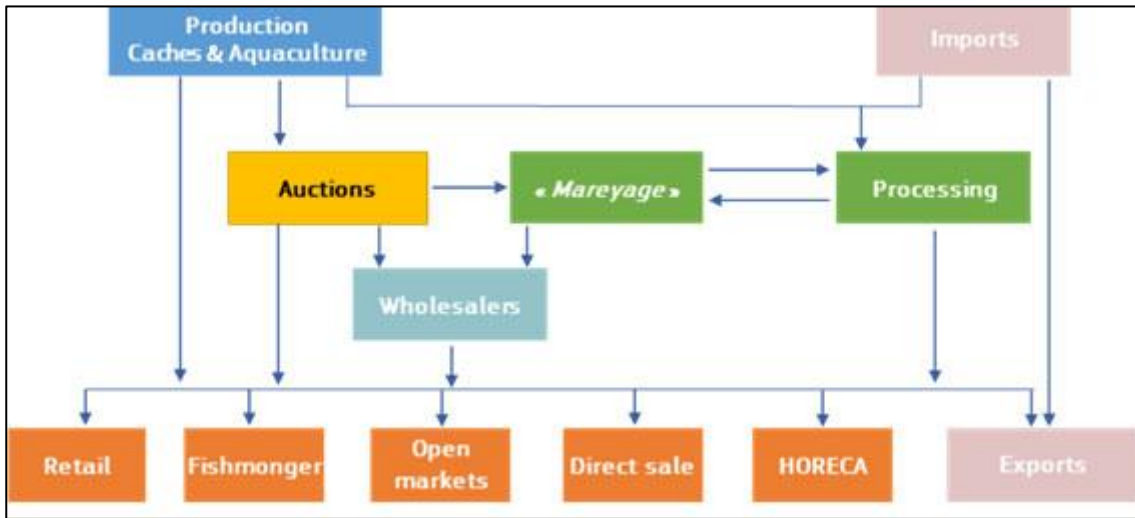 Production
Caches & Aquaculture
Imports
Auctions
« Mareyage »
Processing
Wholesalers
Retail
Fishmonger
Open
markets
Direct sale
HORECA
Exports